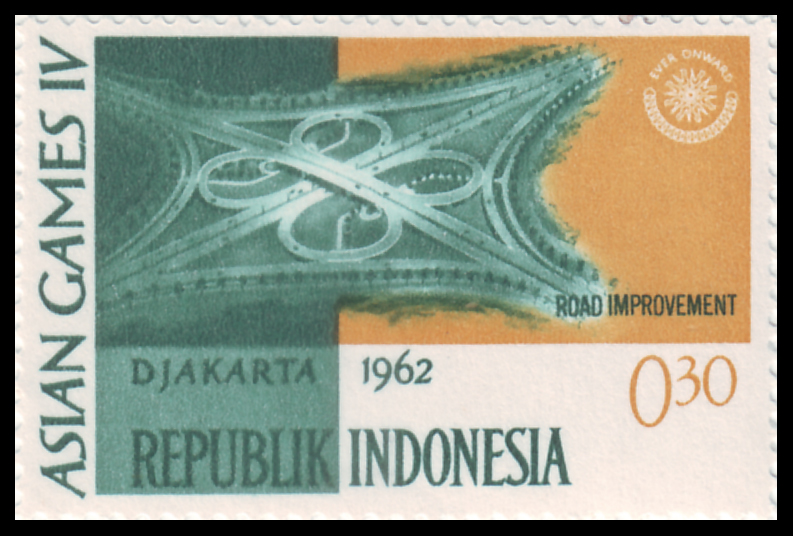 ASIAN GAMES IV
EVER ONWARD
ROAD IMPROVEMENT
DJAKARTA 1962
0.30
REPUBLIK INDONESIA